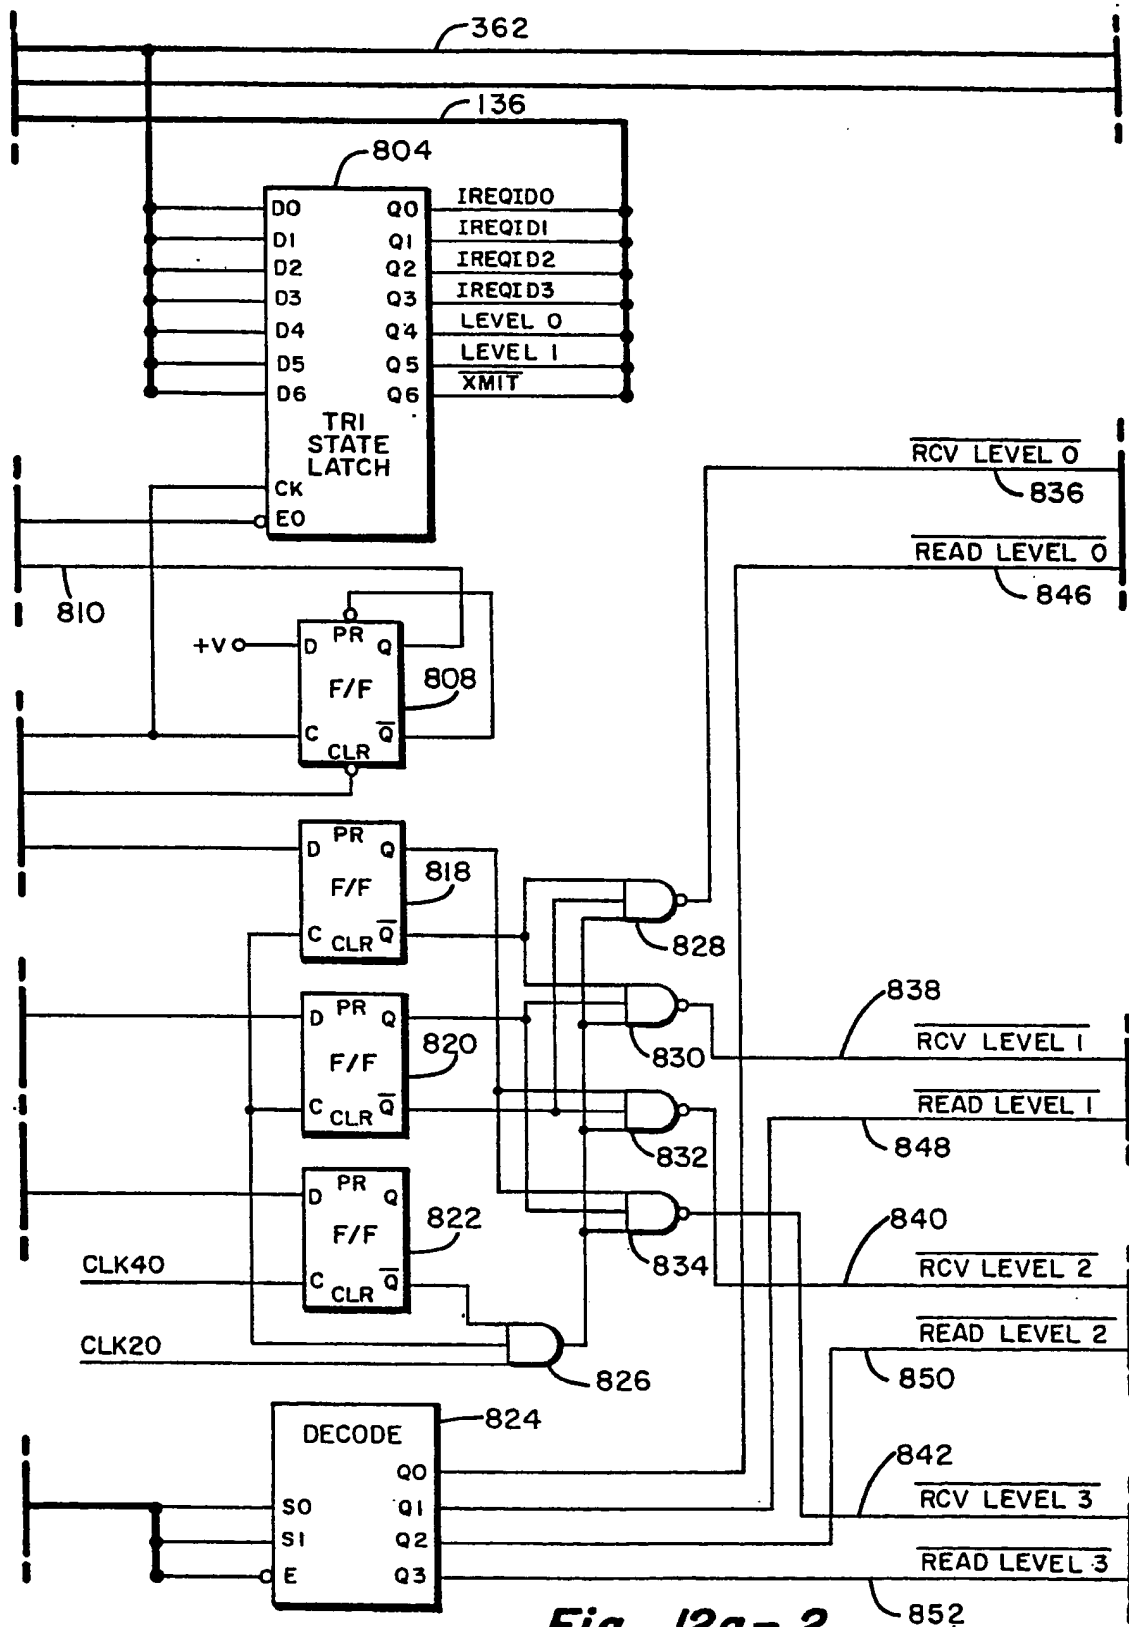 362
136
804
D0 Q0 IREQID0
D1 Q1 IREQID1
D2 Q2 IREQID2
D3 Q3 IREQID3
D4 Q4 LEVEL 0
D5 Q5 LEVEL 1
D6 Q6 XMIT
TRI
STATE
LATCH
CK
EO
RCV LEVEL 0
836
READ LEVEL 0
846
810
+V
D PR Q
F/F
808
C CLR Q
D PR Q
F/F
818
C CLR Q
828
D PR Q
F/F
820
C CLR Q
830
838
RCV LEVEL 1
READ LEVEL 1
848
832
D PR Q
F/F
822
C CLR Q
834
840
RCV LEVEL 2
CLK40
CLK20
826
READ LEVEL 2
850
824
DECODE
Q0
S0 Q1
S1 Q2
E Q3
842
RCV LEVEL 3
READ LEVEL 3
852
Fig. 12a-2